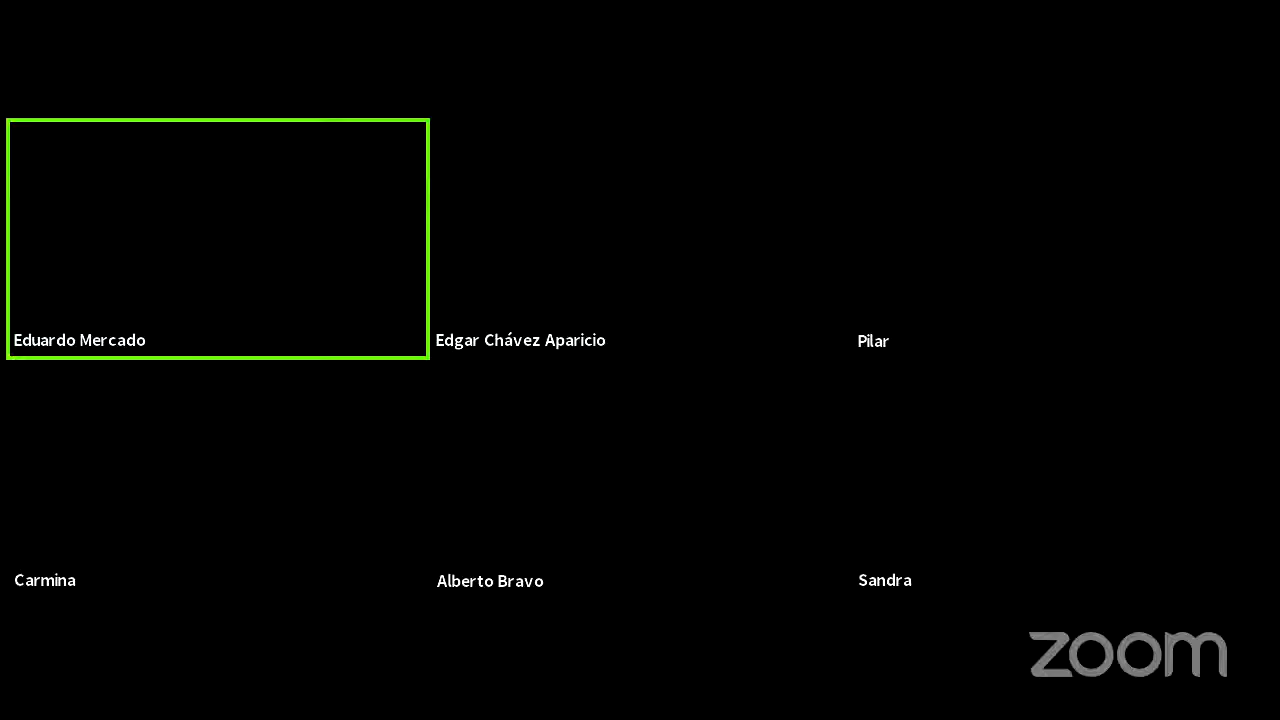 Eduardo Mercado
Edgar Chávez Aparicio
Pilar
Carmina
Alberto Bravo
Sandra
zoom